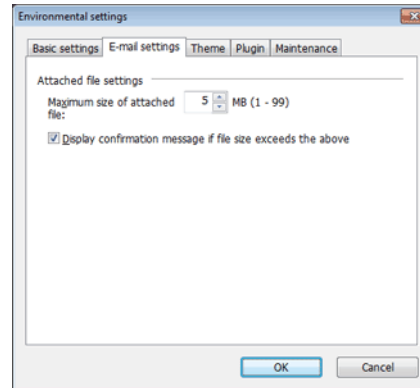 Environmental settings
Basic settings E-mail settings Theme Plugin Maintenance
Attached file settings
Maximum size of attached file: 5 MB (1 - 99)
Display confirmation message if file size exceeds the above
OK Cancel